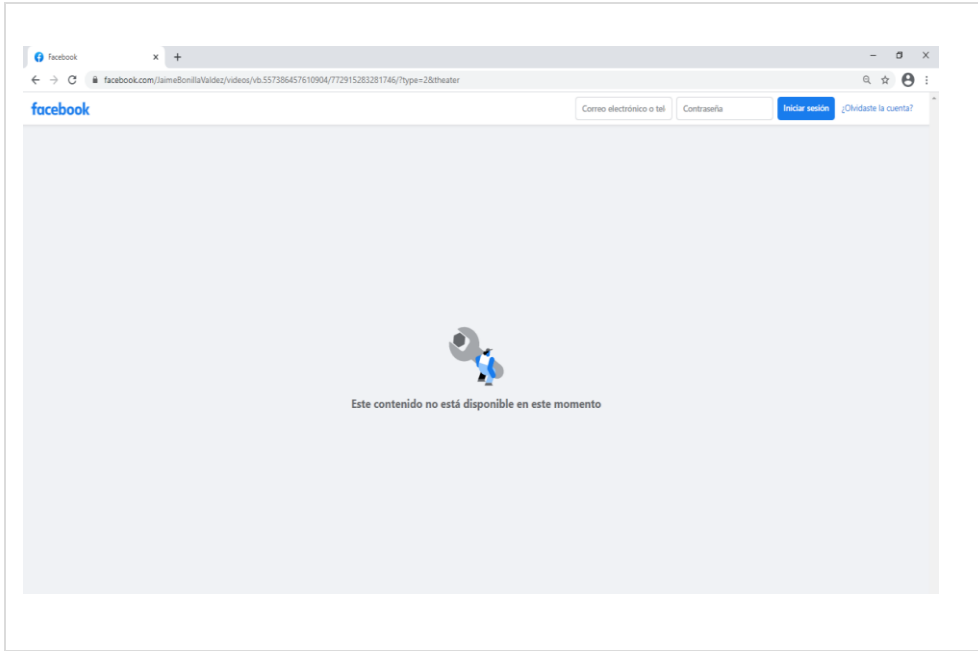 Facebook
facebook.com/JaimeBonillaValdez/videos/vb.557386457610904/772915283281746/?type=2&theater
facebook Correo electrónico o tel Contraseña Iniciar sesión ¿Olvidaste la cuenta?
Este contenido no está disponible en este momento